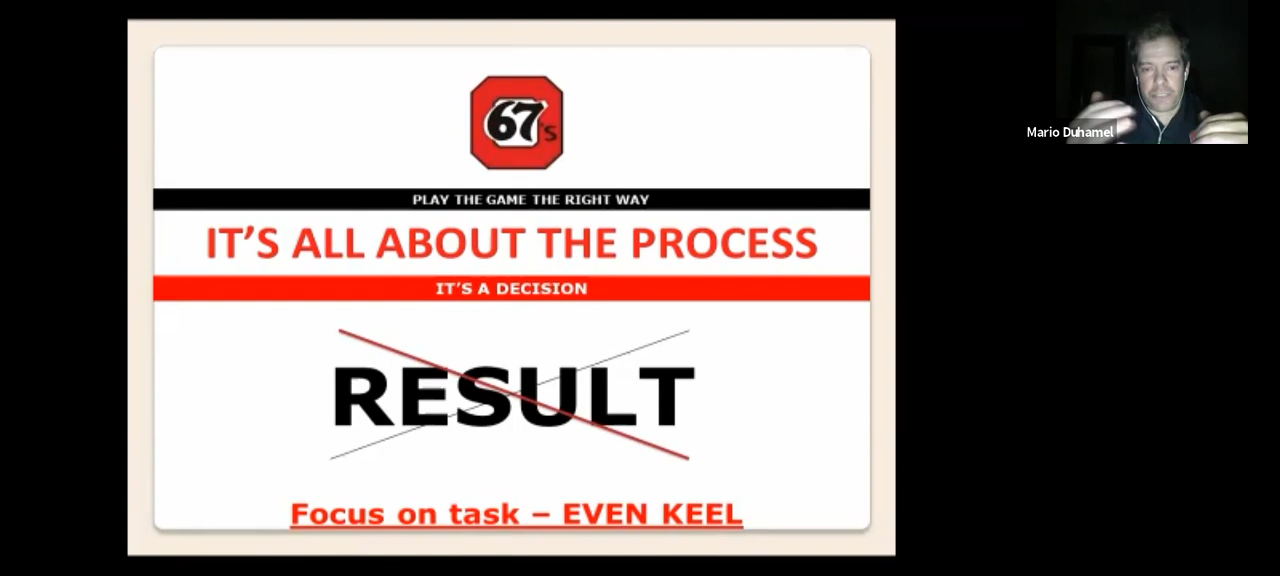 67's
PLAY THE GAME THE RIGHT WAY
IT'S ALL ABOUT THE PROCESS
IT'S A DECISION
RESULT
Focus on task – EVEN KEEL
Mario Duhamel